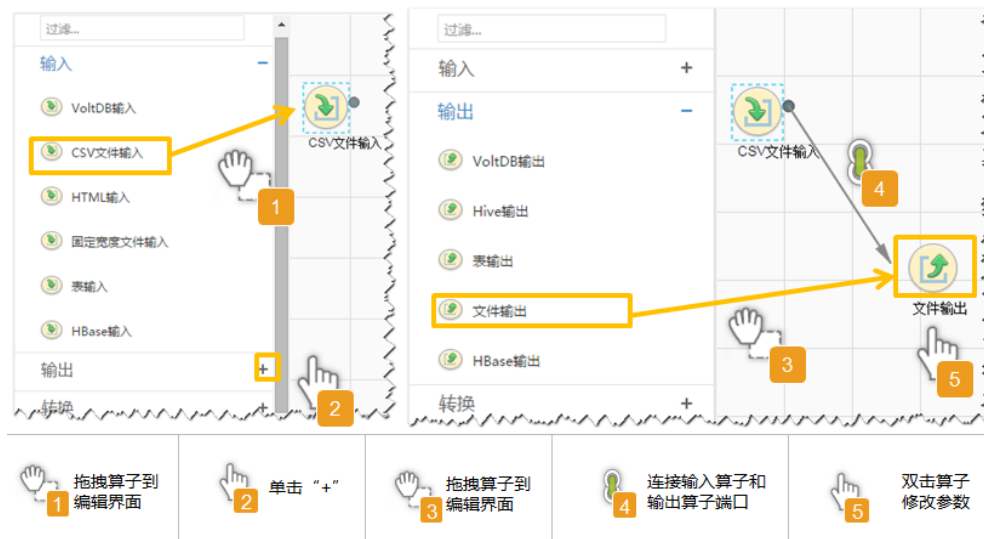 过滤...
输入
VoltDB输入
CSV文件输入
HTML输入
固定宽度文件输入
表输入
HBase输入
输出
+
转换
+
CSV文件输入
1
2
过滤...
输入
+
输出
VoltDB输出
Hive输出
表输出
文件输出
HBase输出
转换
+
CSV文件输入
4
文件输出
3
5
1
拖拽算子到
编辑界面
2
单击“+”
3
拖拽算子到
编辑界面
4
连接输入算子和
输出算子端口
5
双击算子
修改参数